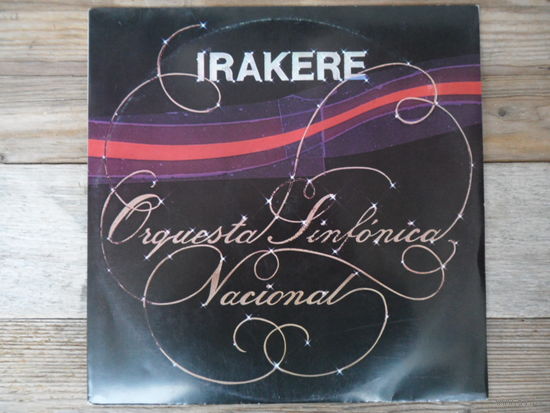 IRAKERE
Orquesta Sinfónica
Nacional